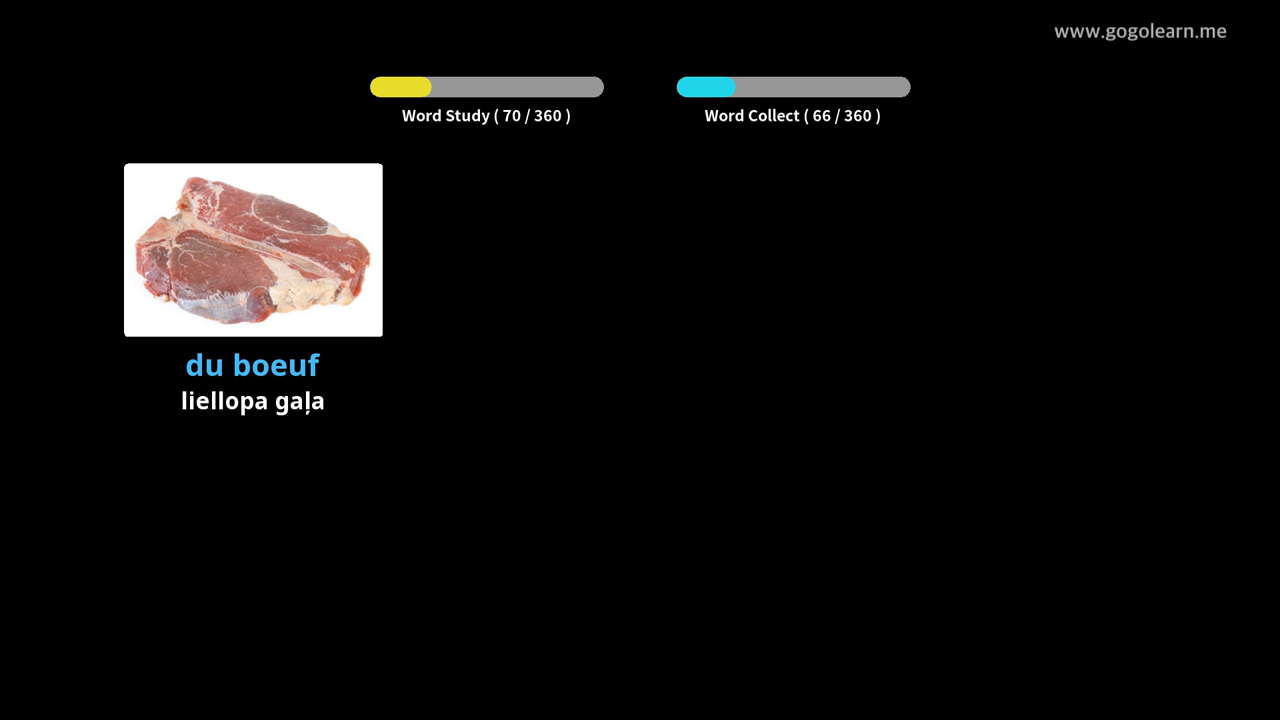 www.gogolearn.me
Word Study ( 70 / 360 )
Word Collect ( 66 / 360 )
du boeuf
liellopa gaļa